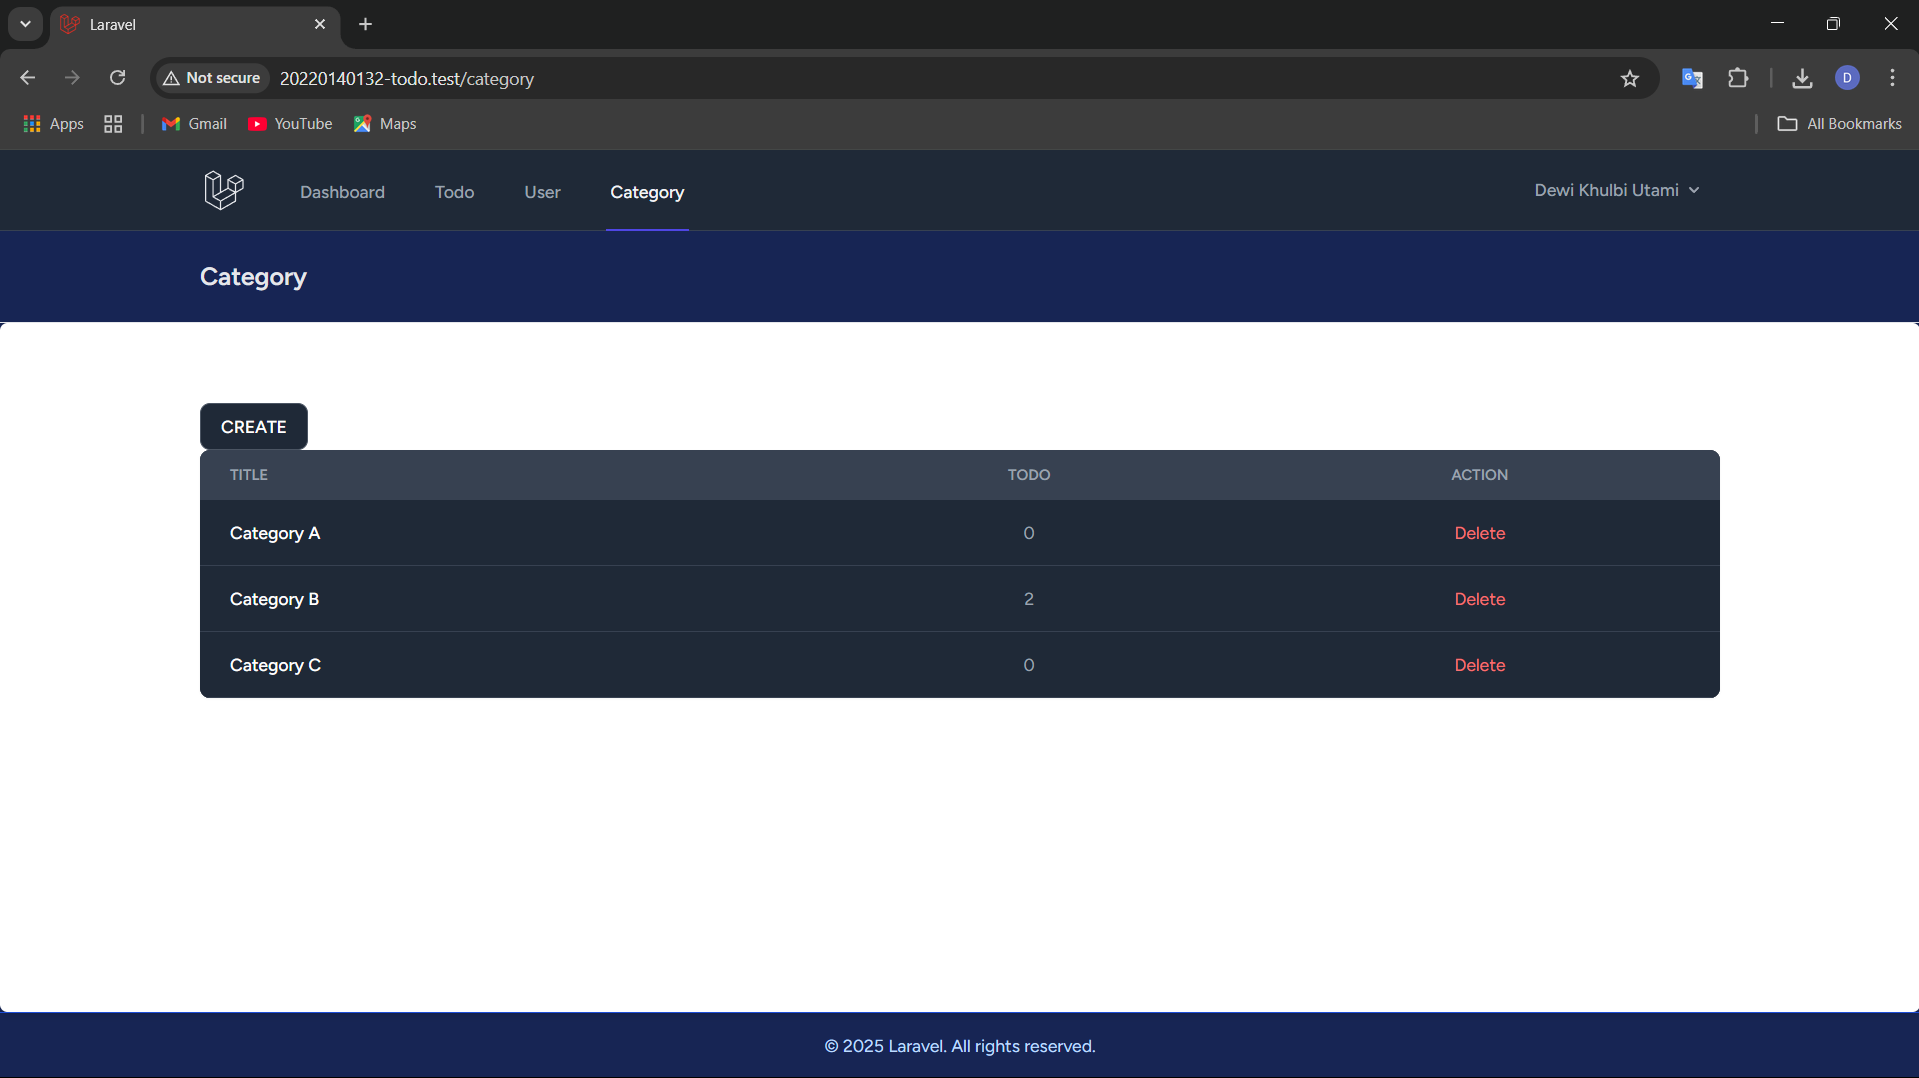 Laravel
Not secure 20220140132-todo.test/category D
Apps Gmail YouTube Maps All Bookmarks
Dashboard Todo User Category Dewi Khulbi Utami
Category
CREATE
TITLE TODO ACTION
Category A 0 Delete
Category B 2 Delete
Category C 0 Delete
© 2025 Laravel. All rights reserved.